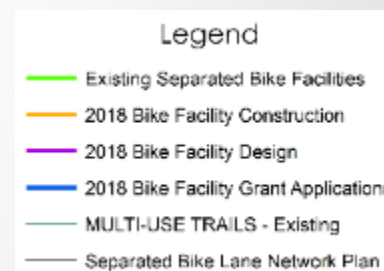 Legend
Existing Separated Bike Facilities
2018 Bike Facility Construction
2018 Bike Facility Design
2018 Bike Facility Grant Applications
MULTI-USE TRAILS - Existing
Separated Bike Lane Network Plan